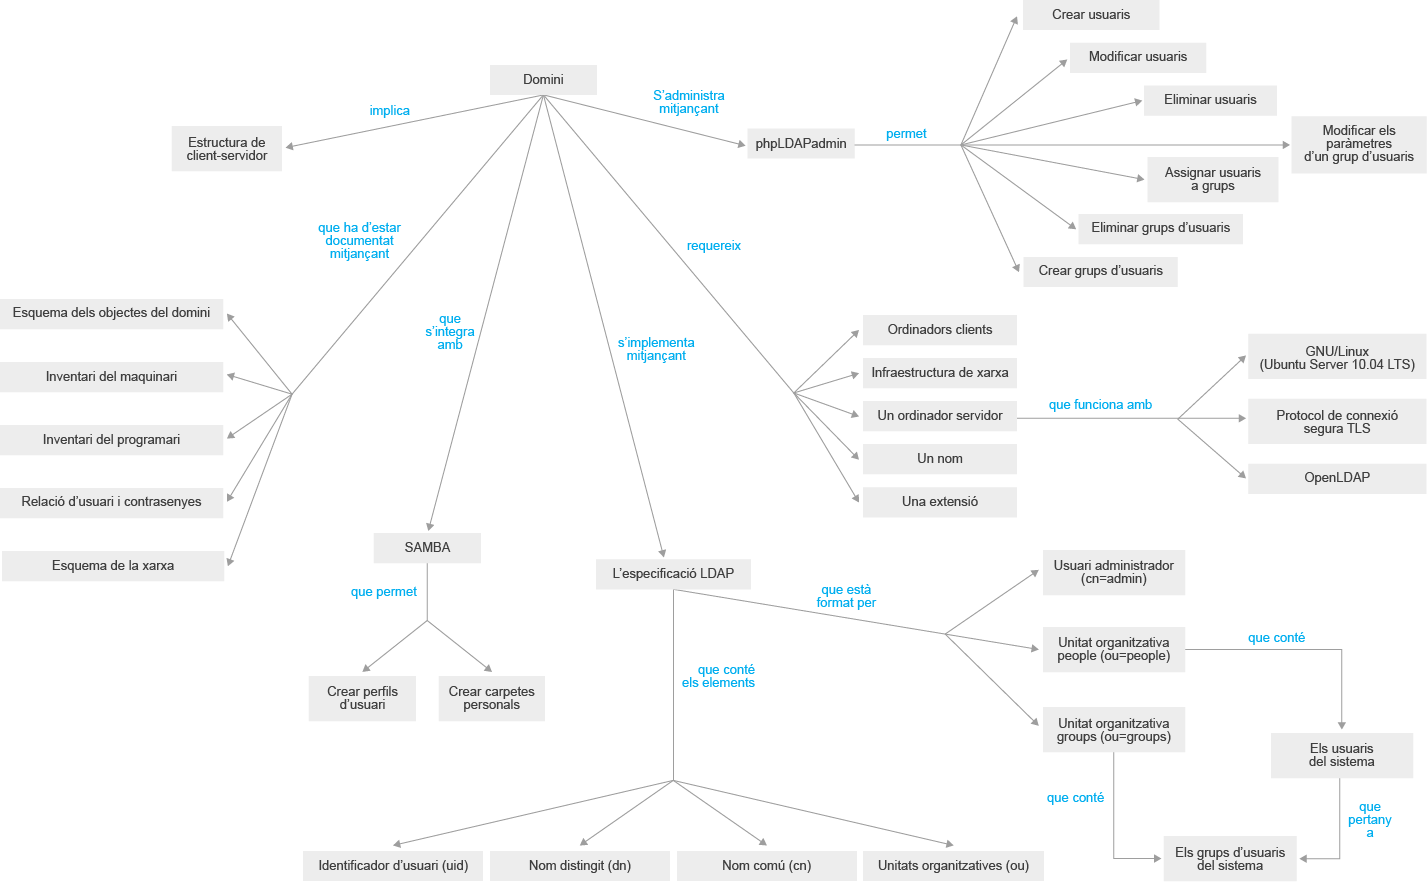 Crear usuaris
Modificar usuaris
Domini
S’administra
mitjançant
Eliminar usuaris
implica
permet
Estructura de
client-servidor
phpLDAPadmin
Modificar els
paràmetres
d’un grup d’usuaris
Assignar usuaris
a grups
que ha d’estar
documentat
mitjançant
Eliminar grups d’usuaris
requereix
Crear grups d’usuaris
Esquema dels objectes del domini
que
s’integra
amb
s’implementa
mitjançant
Ordinadors clients
GNU/Linux
(Ubuntu Server 10.04 LTS)
Inventari del maquinari
Infraestructura de xarxa
Un ordinador servidor
que funciona amb
Protocol de connexió
segura TLS
Inventari del programari
Un nom
OpenLDAP
Relació d’usuari i contrasenyes
Una extensió
SAMBA
Esquema de la xarxa
L’especificació LDAP
Usuari administrador
(cn=admin)
que permet
que està
format per
Unitat organitzativa
people (ou=people)
que conté
que conté
els elements
Crear perfils
d’usuari
Crear carpetes
personals
Unitat organitzativa
groups (ou=groups)
Els usuaris
del sistema
que conté
que
pertany
a
Identificador d’usuari (uid)
Nom distingit (dn)
Nom comú (cn)
Unitats organitzatives (ou)
Els grups d’usuaris
del sistema